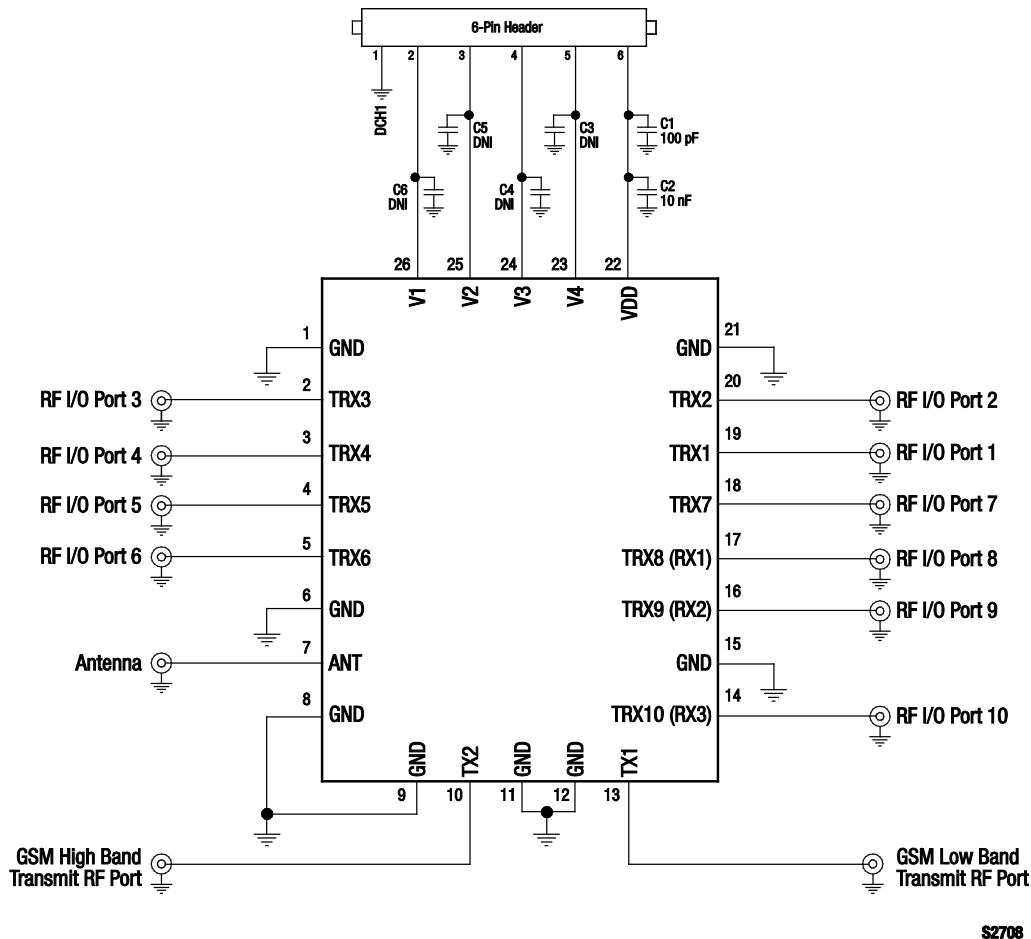 6-Pin Header
1 2 3 4 5 6
DCH1
C5
DNI
C3
DNI
C1
100 pF
C6
DNI
C4
DNI
C2
10 nF
26 25 24 23 22
V1 V2 V3 V4 VDD
1
GND
21
GND
RF I/O Port 3
2
TRX3
20
TRX2
RF I/O Port 2
RF I/O Port 4
3
TRX4
19
TRX1
RF I/O Port 1
RF I/O Port 5
4
TRX5
18
TRX7
RF I/O Port 7
RF I/O Port 6
5
TRX6
17
TRX8 (RX1)
RF I/O Port 8
6
GND
16
TRX9 (RX2)
RF I/O Port 9
Antenna
7
ANT
15
GND
8
GND
14
TRX10 (RX3)
RF I/O Port 10
GND TX2 GND GND TX1
9 10 11 12 13
GSM High Band
Transmit RF Port
GSM Low Band
Transmit RF Port
S2708